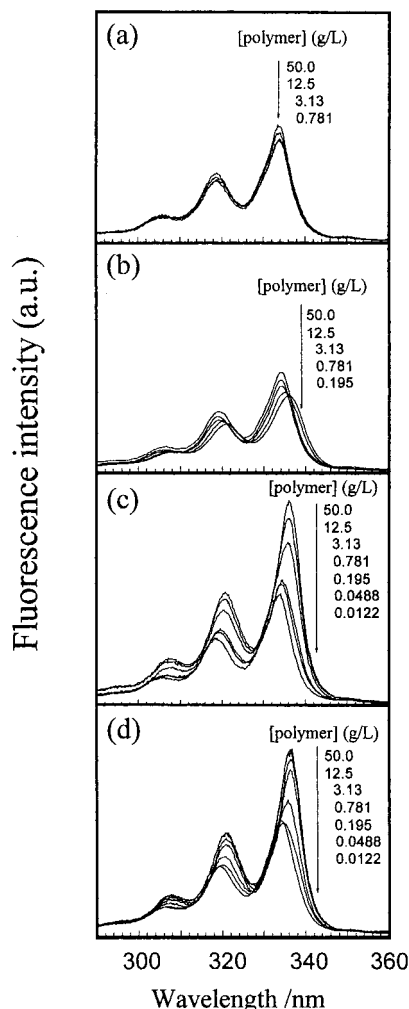 (a)
[polymer] (g/L)
50.0
12.5
3.13
0.781
(b)
[polymer] (g/L)
50.0
12.5
3.13
0.781
0.195
(c)
[polymer] (g/L)
50.0
12.5
3.13
0.781
0.195
0.0488
0.0122
(d)
[polymer] (g/L)
50.0
12.5
3.13
0.781
0.195
0.0488
0.0122
Fluorescence intensity (a.u.)
300 320 340 360
Wavelength /nm